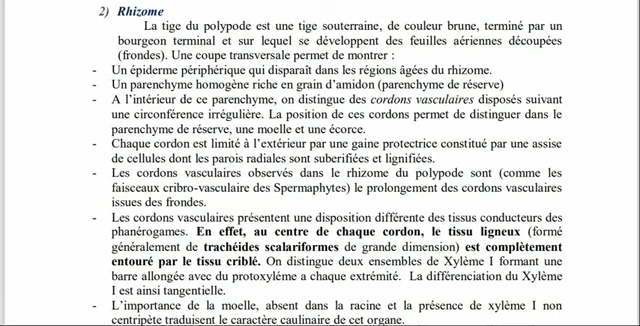 2) Rhizome
La tige du polypode est une tige souterraine, de couleur brune, terminé par un
bourgeon terminal et sur lequel se développent des feuilles aériennes découpées
(frondes). Une coupe transversale permet de montrer :
- Un épiderme périphérique qui disparaît dans les régions âgées du rhizome.
- Un parenchyme homogène riche en grain d'amidon (parenchyme de réserve)
- A l'intérieur de ce parenchyme, on distingue des cordons vasculaires disposés suivant
une circonférence irrégulière. La position de ces cordons permet de distinguer dans le
parenchyme de réserve, une moelle et une écorce.
- Chaque cordon est limité à l'extérieur par une gaine protectrice constitué par une assise
de cellules dont les parois radiales sont suberifiées et lignifiées.
- Les cordons vasculaires observés dans le rhizome du polypode sont (comme les
faisceaux cribro-vasculaire des Spermaphytes) le prolongement des cordons vasculaires
issues des frondes.
- Les cordons vasculaires présentent une disposition différente des tissus conducteurs des
phanérogames. En effet, au centre de chaque cordon, le tissu ligneux (formé
généralement de trachéides scalariformes de grande dimension) est complètement
entouré par le tissu criblé. On distingue deux ensembles de Xylème I formant une
barre allongée avec du protoxyléme a chaque extrémité. La différenciation du Xylème
I est ainsi tangentielle.
- L'importance de la moelle, absent dans la racine et la présence de xylème I non
centripète traduisent le caractère caulinaire de cet organe.